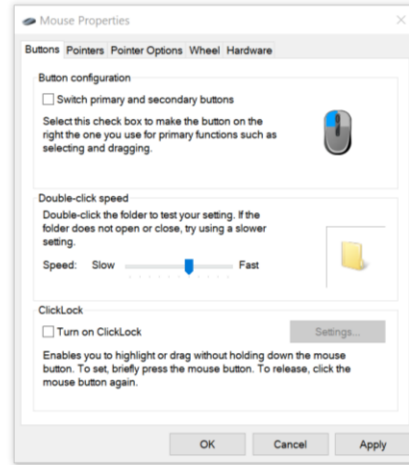 Mouse Properties
Buttons Pointers Pointer Options Wheel Hardware
Button configuration
Switch primary and secondary buttons
Select this check box to make the button on the
right the one you use for primary functions such as
selecting and dragging.
Double-click speed
Double-click the folder to test your setting. If the
folder does not open or close, try using a slower
setting.
Speed: Slow Fast
ClickLock
Turn on ClickLock Settings...
Enables you to highlight or drag without holding down the mouse
button. To set, briefly press the mouse button. To release, click the
mouse button again.
OK Cancel Apply